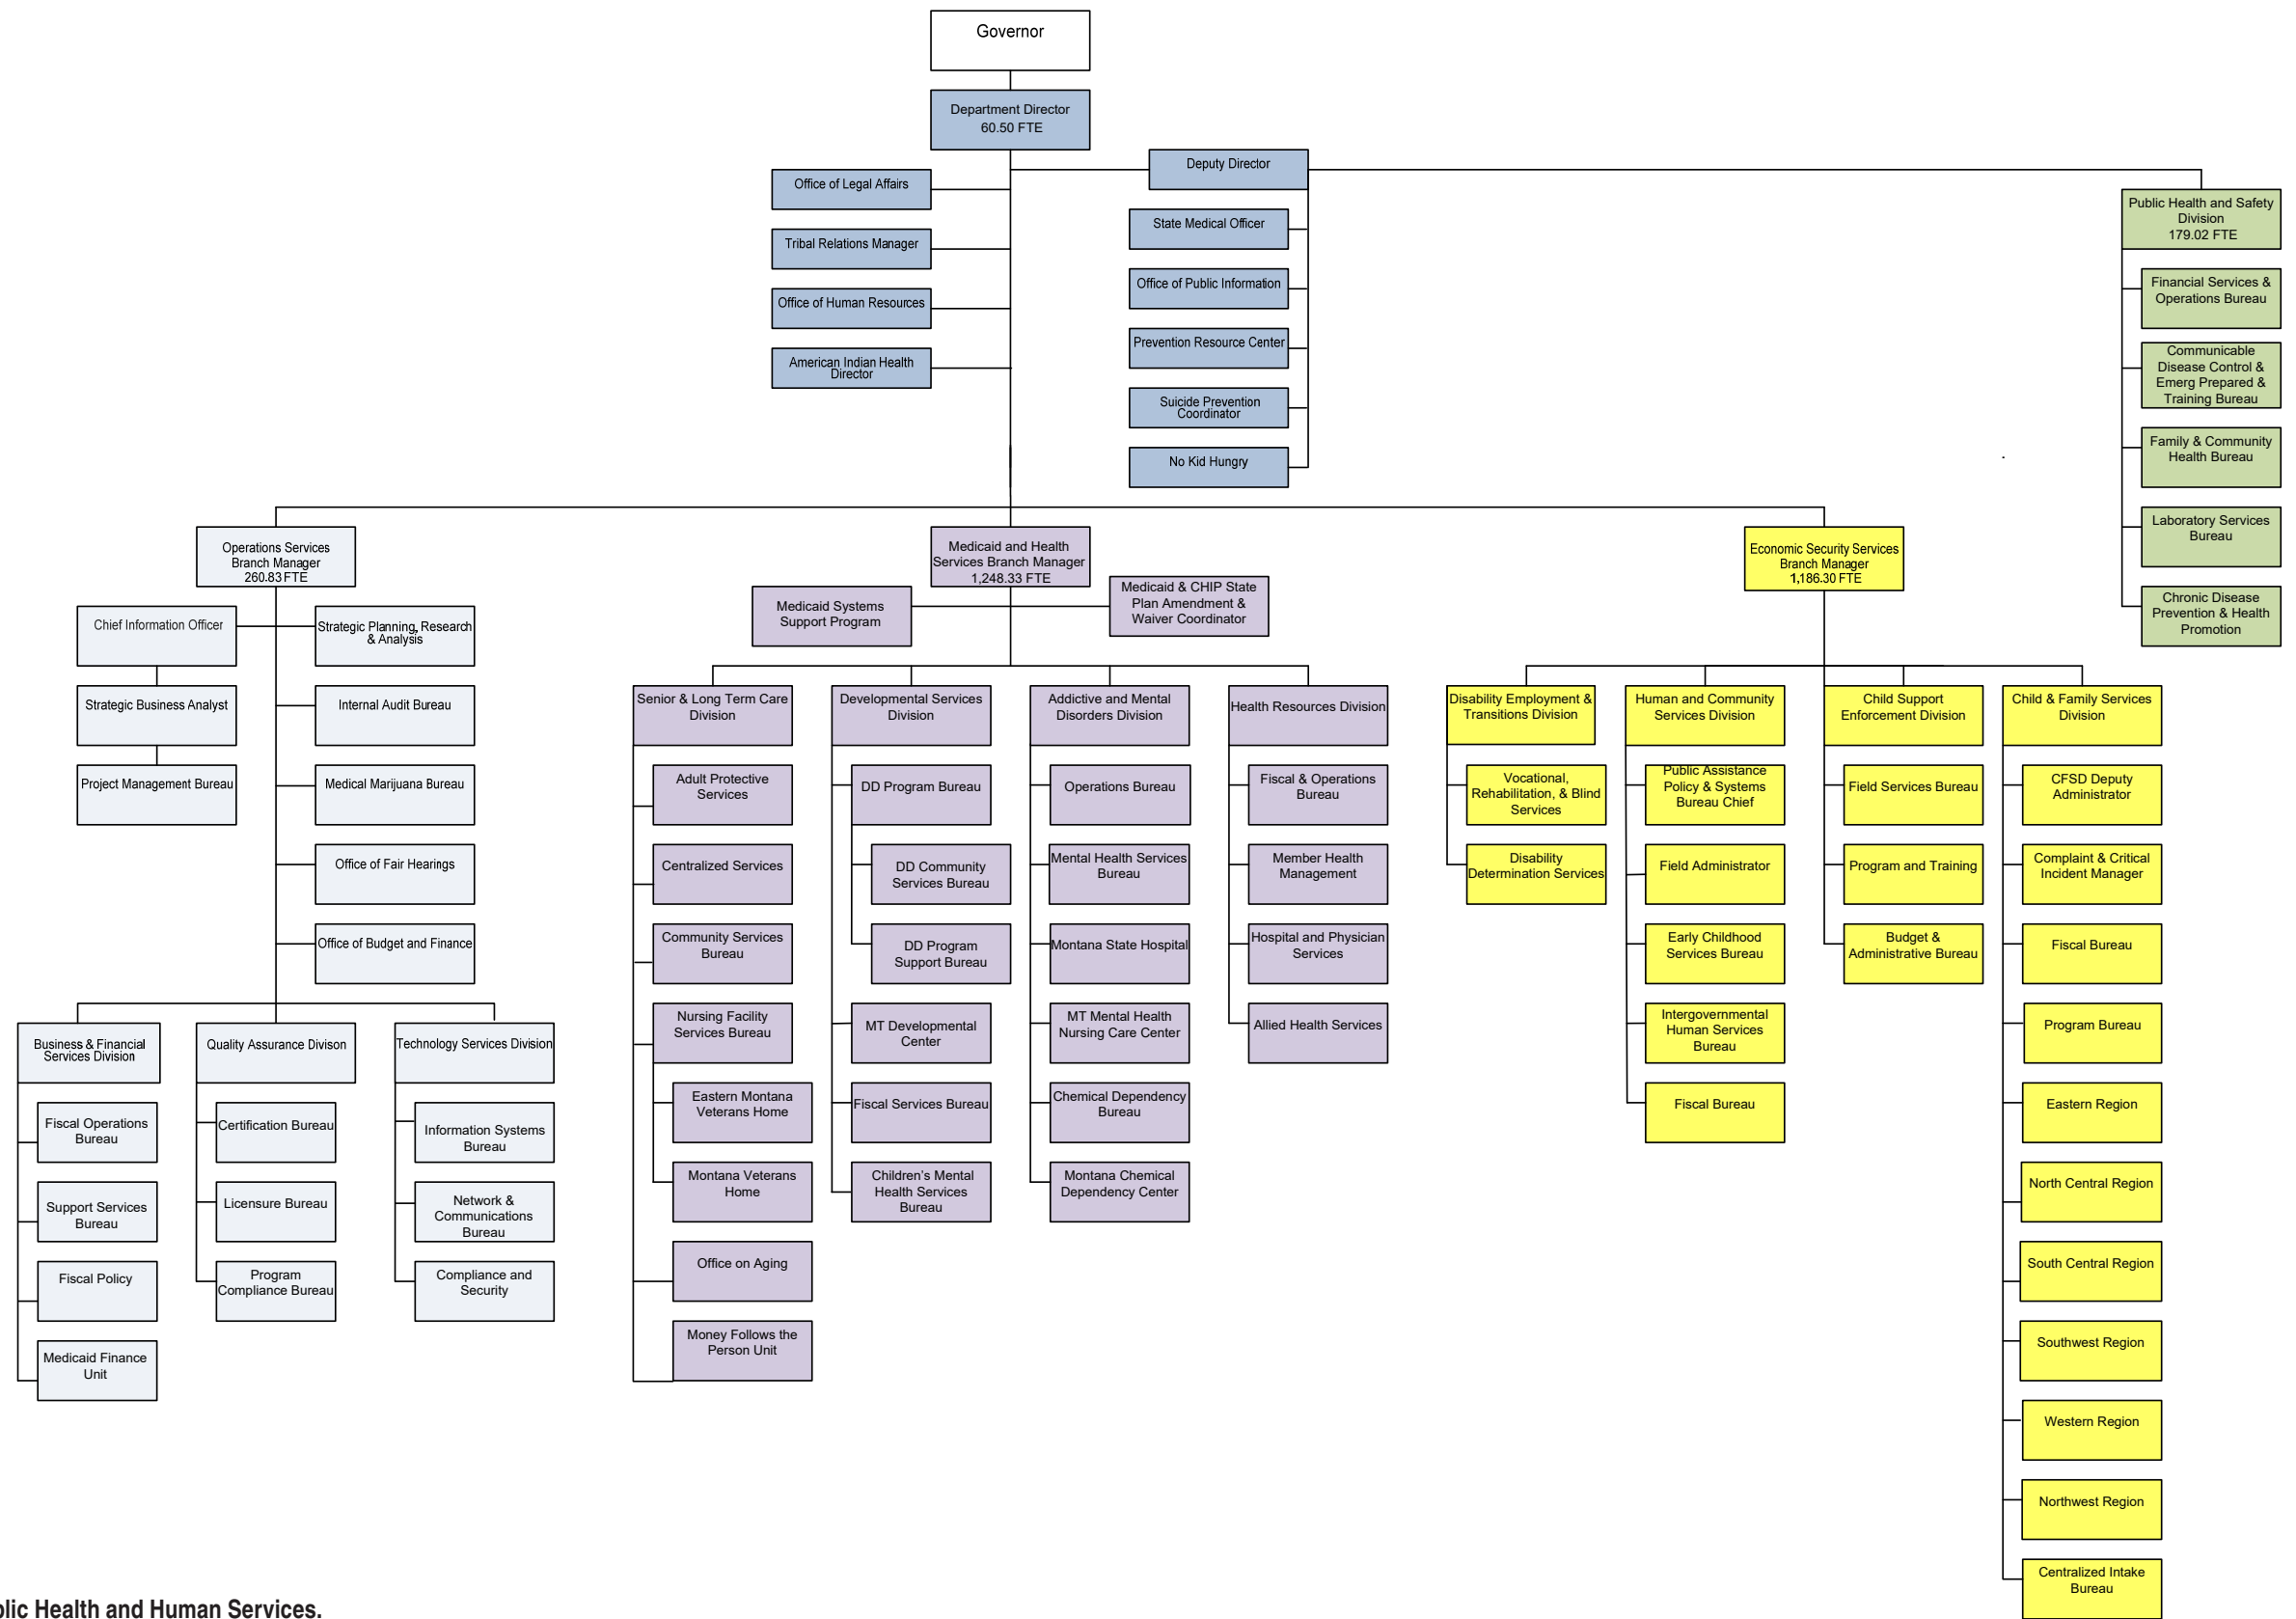 Governor
Department Director
60.50 FTE
Deputy Director
Office of Legal Affairs
Tribal Relations Manager
Office of Human Resources
American Indian Health
Director
State Medical Officer
Office of Public Information
Prevention Resource Center
Suicide Prevention
Coordinator
No Kid Hungry
Public Health and Safety
Division
179.02 FTE
Financial Services &
Operations Bureau
Communicable
Disease Control &
Emerg Prepared &
Training Bureau
Family & Community
Health Bureau
Laboratory Services
Bureau
Chronic Disease
Prevention & Health
Promotion
Operations Services
Branch Manager
260.83 FTE
Chief Information Officer
Strategic Business Analyst
Project Management Bureau
Strategic Planning, Research
& Analysis
Internal Audit Bureau
Medical Marijuana Bureau
Office of Fair Hearings
Office of Budget and Finance
Business & Financial
Services Division
Fiscal Operations
Bureau
Support Services
Bureau
Fiscal Policy
Medicaid Finance
Unit
Quality Assurance Divison
Certification Bureau
Licensure Bureau
Program
Compliance Bureau
Technology Services Division
Information Systems
Bureau
Network &
Communications
Bureau
Compliance and
Security
Medicaid and Health
Services Branch Manager
1,248.33 FTE
Medicaid Systems
Support Program
Medicaid & CHIP State
Plan Amendment &
Waiver Coordinator
Senior & Long Term Care
Division
Adult Protective
Services
Centralized Services
Community Services
Bureau
Nursing Facility
Services Bureau
Eastern Montana
Veterans Home
Montana Veterans
Home
Office on Aging
Money Follows the
Person Unit
Developmental Services
Division
DD Program Bureau
DD Community
Services Bureau
DD Program
Support Bureau
MT Developmental
Center
Fiscal Services Bureau
Children's Mental
Health Services
Bureau
Addictive and Mental
Disorders Division
Operations Bureau
Mental Health Services
Bureau
Montana State Hospital
MT Mental Health
Nursing Care Center
Chemical Dependency
Bureau
Montana Chemical
Dependency Center
Health Resources Division
Fiscal & Operations
Bureau
Member Health
Management
Hospital and Physician
Services
Allied Health Services
Economic Security Services
Branch Manager
1,186.30 FTE
Disability Employment &
Transitions Division
Vocational,
Rehabilitation, & Blind
Services
Disability
Determination Services
Human and Community
Services Division
Public Assistance
Policy & Systems
Bureau Chief
Field Administrator
Early Childhood
Services Bureau
Intergovernmental
Human Services
Bureau
Fiscal Bureau
Child Support
Enforcement Division
Field Services Bureau
Program and Training
Budget &
Administrative Bureau
Child & Family Services
Division
CFSD Deputy
Administrator
Complaint & Critical
Incident Manager
Fiscal Bureau
Program Bureau
Eastern Region
North Central Region
South Central Region
Southwest Region
Western Region
Northwest Region
Centralized Intake
Bureau
Health and Human Services.